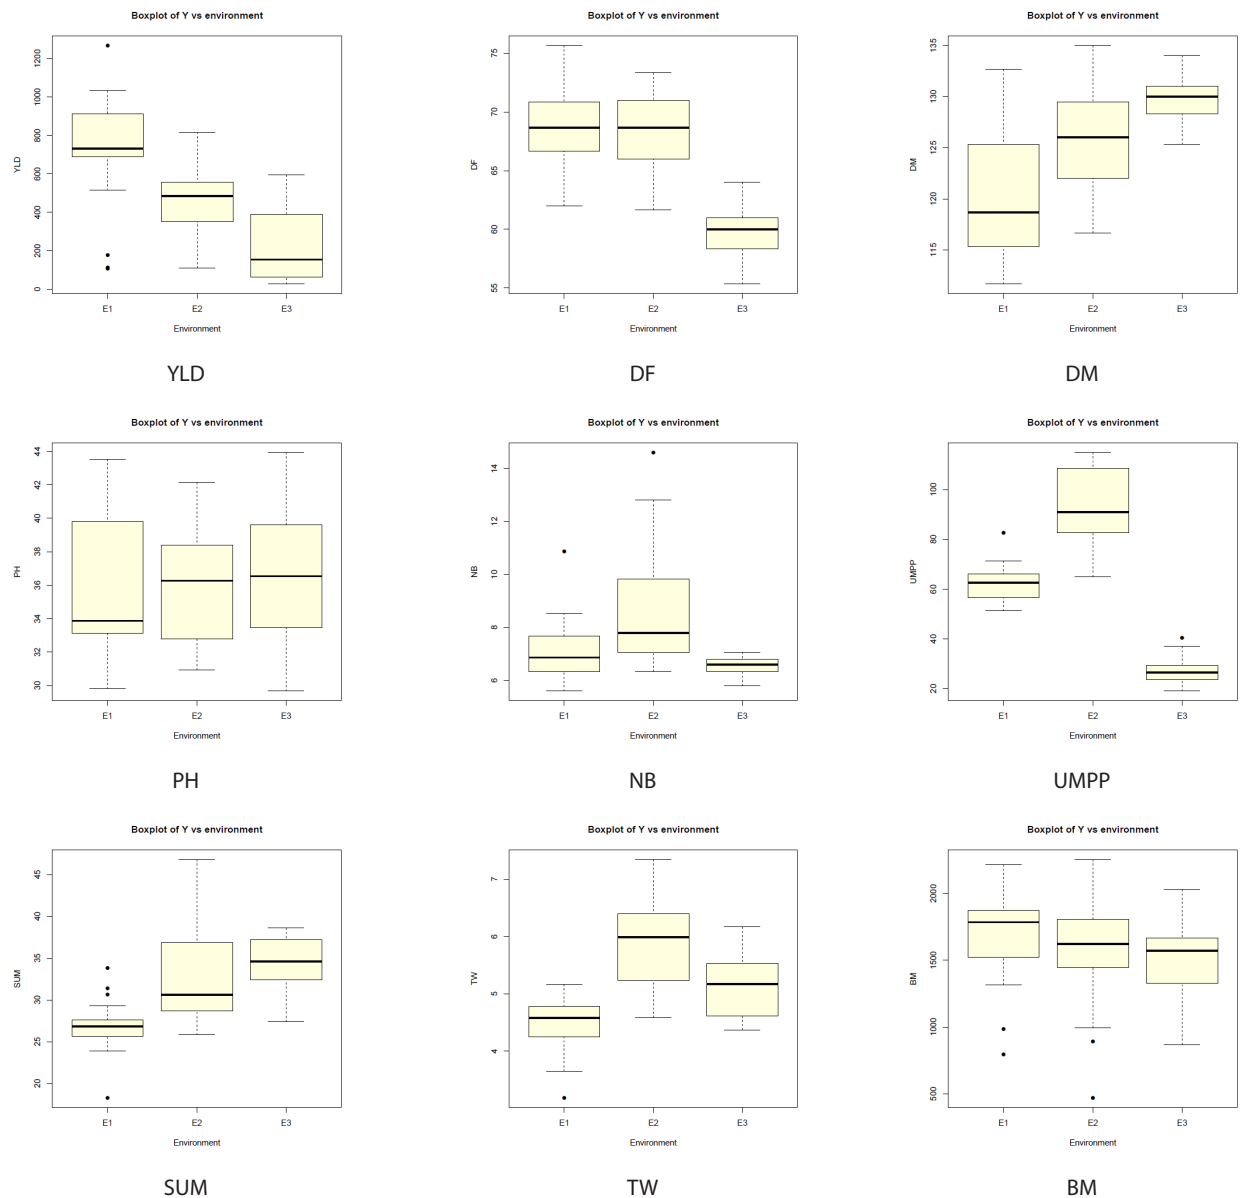 Boxplot of Y vs environment
YLD
1200
1000
800
600
400
200
0
E1 E2 E3
Environment
YLD
Boxplot of Y vs environment
DF
75
70
65
60
55
E1 E2 E3
Environment
DF
Boxplot of Y vs environment
DM
135
130
125
120
115
E1 E2 E3
Environment
DM
Boxplot of Y vs environment
PH
44
42
40
38
36
34
32
30
E1 E2 E3
Environment
PH
Boxplot of Y vs environment
NB
14
12
10
8
6
E1 E2 E3
Environment
NB
Boxplot of Y vs environment
UMPP
100
80
60
40
20
E1 E2 E3
Environment
UMPP
Boxplot of Y vs environment
SUM
45
40
35
30
25
20
E1 E2 E3
Environment
SUM
Boxplot of Y vs environment
TW
7
6
5
4
E1 E2 E3
Environment
TW
Boxplot of Y vs environment
BM
2000
1500
1000
500
E1 E2 E3
Environment
BM